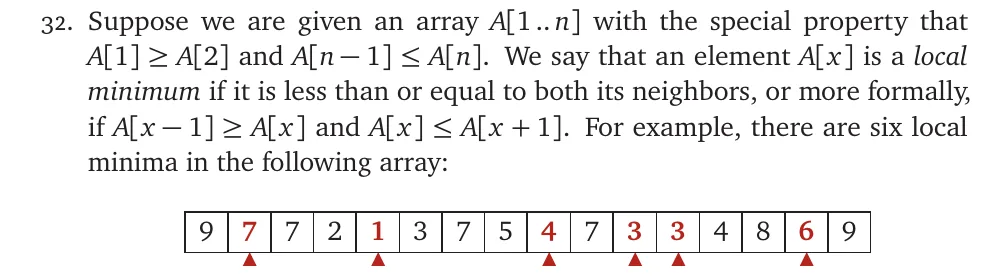 32. Suppose we are given an array A[1 .. n] with the special property that
A[1] ≥ A[2] and A[n − 1] ≤ A[n]. We say that an element A[x] is a local
minimum if it is less than or equal to both its neighbors, or more formally,
if A[x − 1] ≥ A[x] and A[x] ≤ A[x + 1]. For example, there are six local
minima in the following array:
9 7 7 2 1 3 7 5 4 7 3 3 4 8 6 9